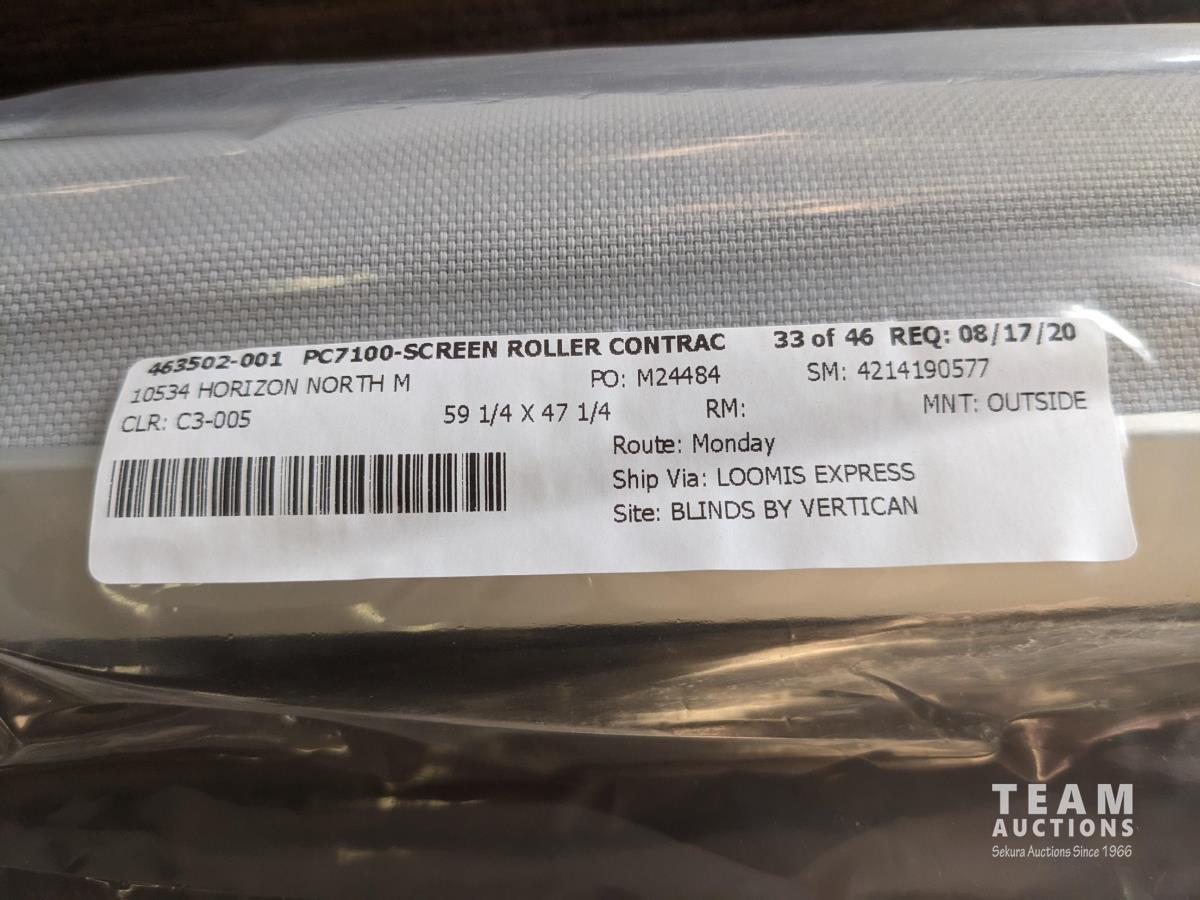 463502-001 PC7100-SCREEN ROLLER CONTRAC 33 of 46 REQ: 08/17/20
10534 HORIZON NORTH M PO: M24484 SM: 4214190577
CLR: C3-005 59 1/4 X 47 1/4 RM: MNT: OUTSIDE
Route: Monday
Ship Via: LOOMIS EXPRESS
Site: BLINDS BY VERTICAN
TEAM
AUCTIONS
Sekura Auctions Since 1966